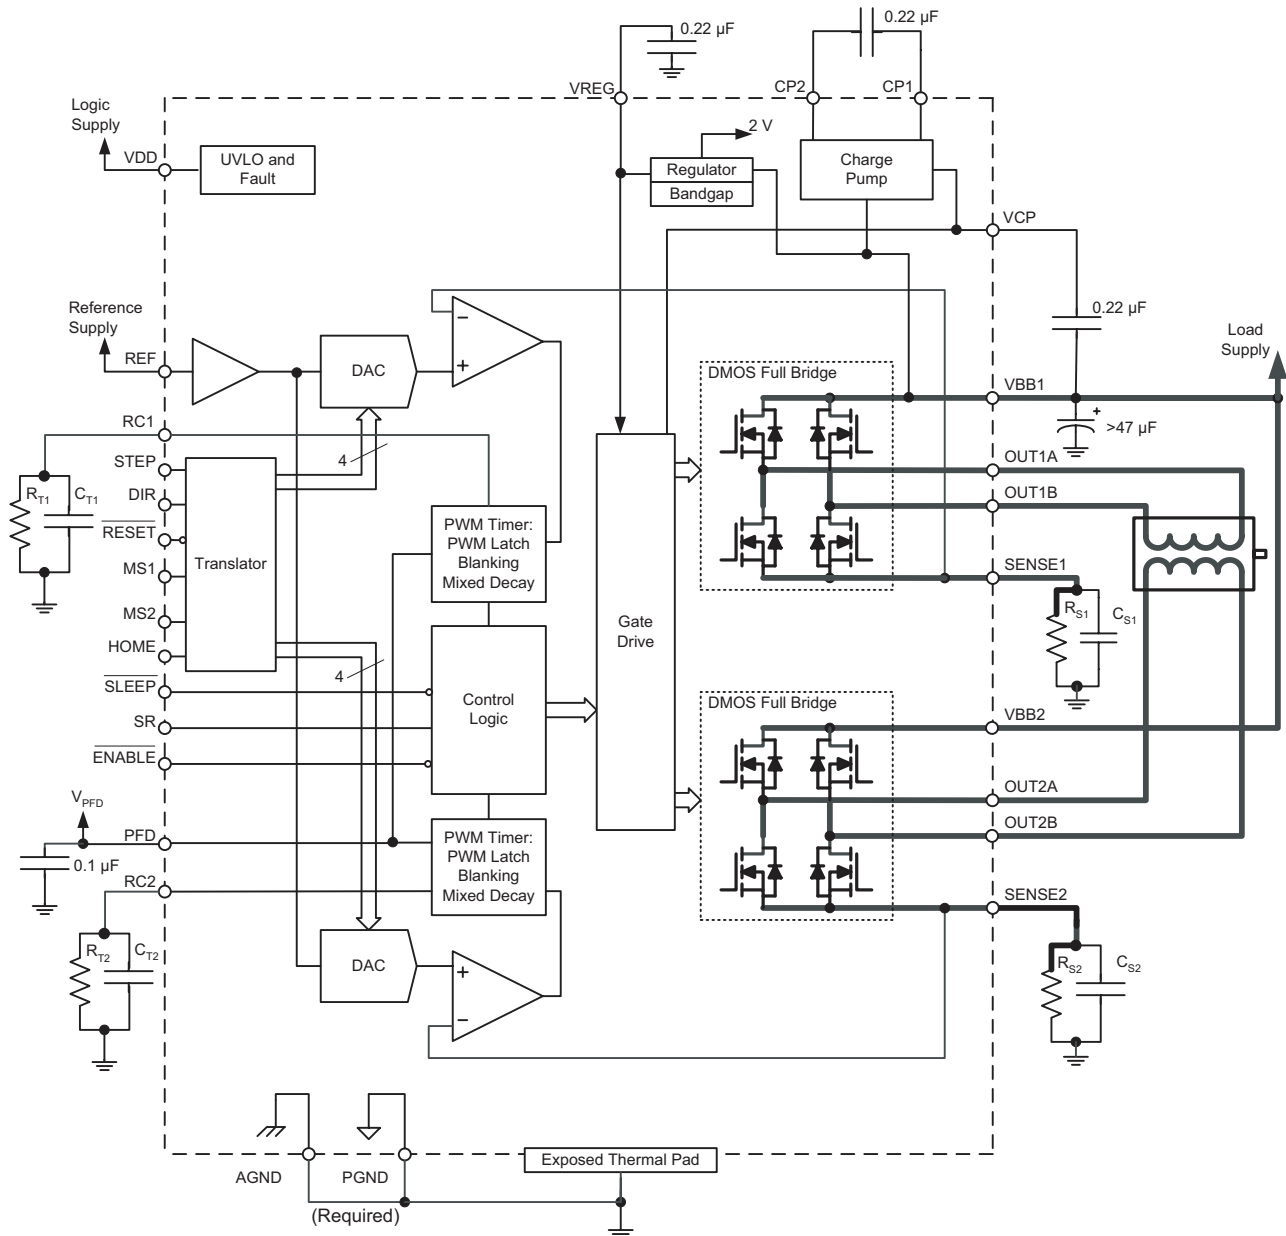 0.22 µF
0.22 µF
VREG
CP2
CP1
Logic
Supply
VDD
UVLO and
Fault
2 V
Regulator
Bandgap
Charge
Pump
VCP
Reference
Supply
REF
DAC
−
+
0.22 µF
Load
Supply
DMOS Full Bridge
VBB1
+
>47 µF
RC1
4
STEP
OUT1A
RT1
CT1
DIR
OUT1B
RESET
Translator
PWM Timer:
PWM Latch
Blanking
Mixed Decay
MS1
SENSE1
MS2
RS1
CS1
HOME
Gate
Drive
4
SLEEP
Control
Logic
DMOS Full Bridge
SR
VBB2
ENABLE
VPFD
OUT2A
PFD
PWM Timer:
PWM Latch
Blanking
Mixed Decay
OUT2B
0.1 µF
RC2
SENSE2
RT2
CT2
DAC
+
−
RS2
CS2
Exposed Thermal Pad
AGND
PGND
(Required)